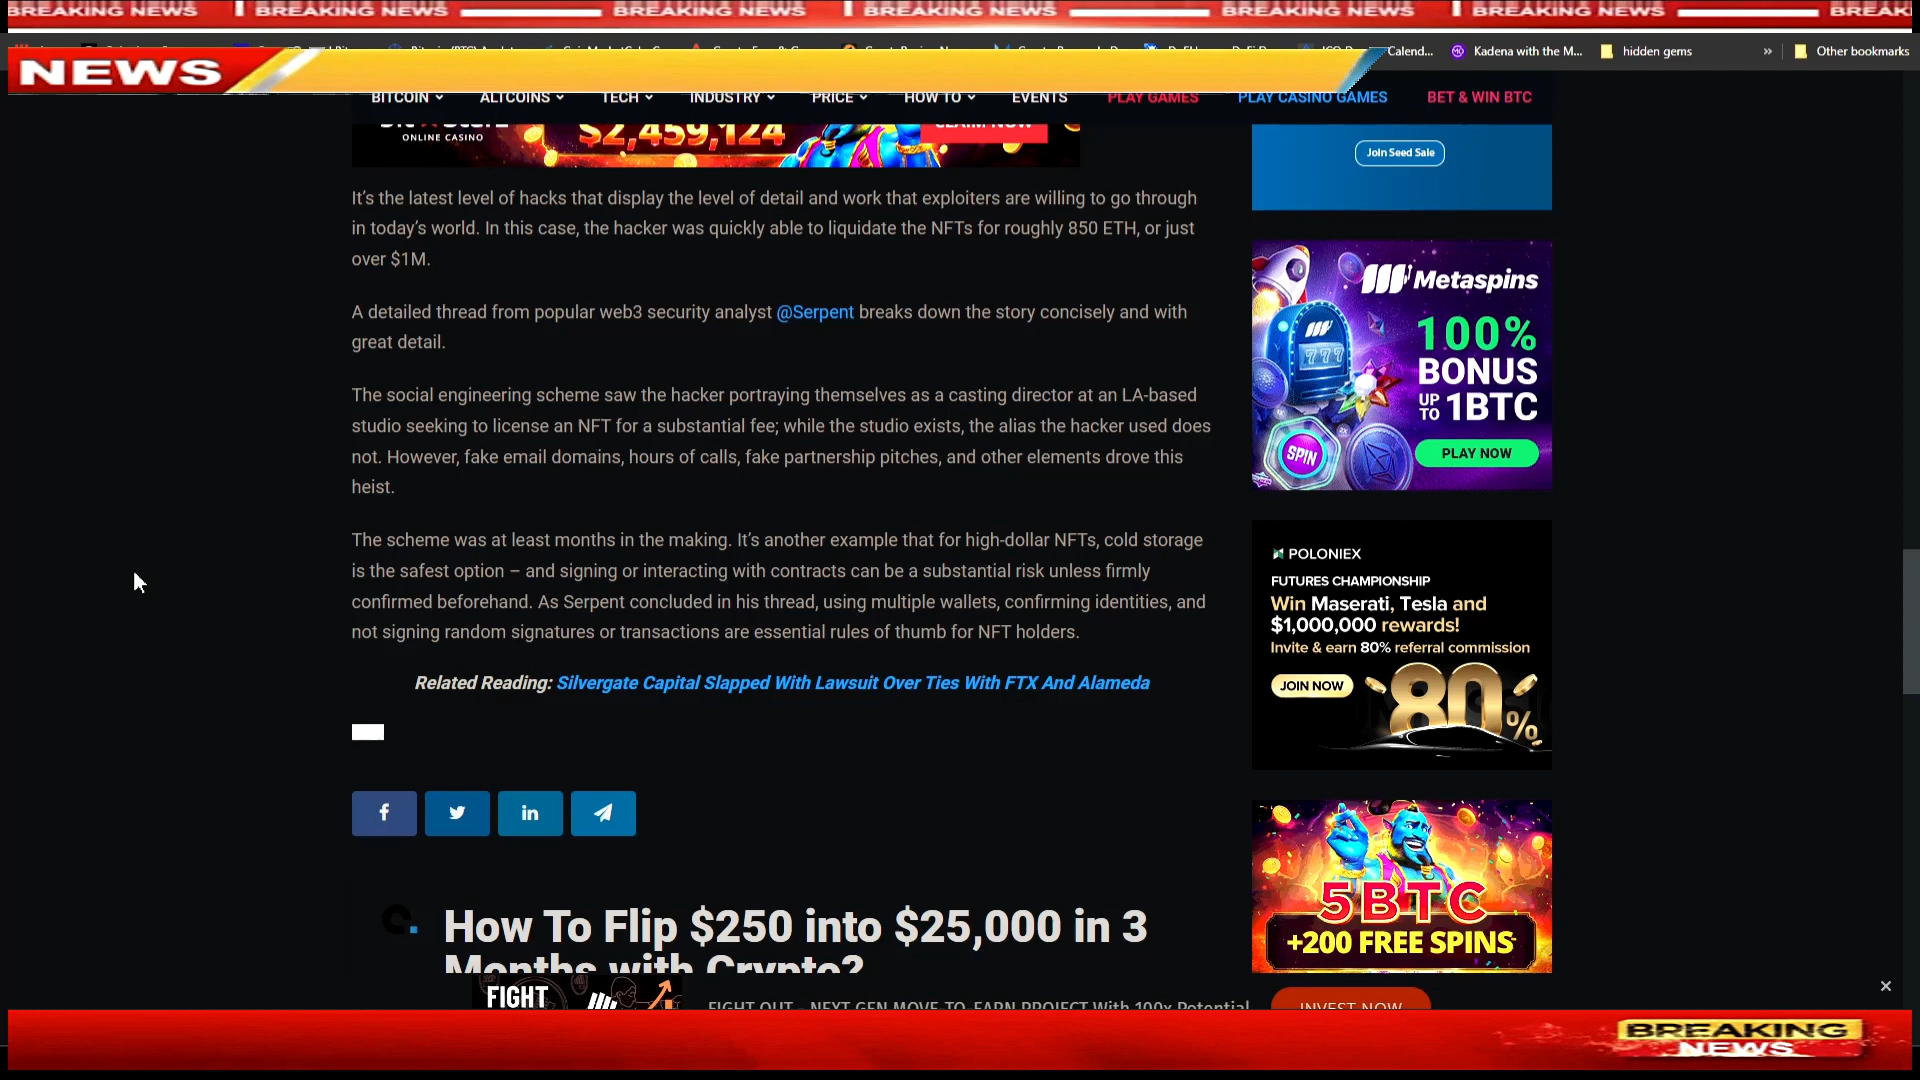 BREAKING NEWS BREAKING NEWS BREAKING NEWS BREAKING NEWS BREAKING NEWS BREAKING NEWS
NEWS
Calend... Kadena with the M... hidden gems » Other bookmarks
BITCOIN ALTCOINS TECH INDUSTRY PRICE HOW TO EVENTS PLAY GAMES PLAY CASINO GAMES BET & WIN BTC
ONLINE CASINO
$2,459,124
CLAIM NOW
Join Seed Sale
It’s the latest level of hacks that display the level of detail and work that exploiters are willing to go through
in today’s world. In this case, the hacker was quickly able to liquidate the NFTs for roughly 850 ETH, or just
over $1M.
A detailed thread from popular web3 security analyst @Serpent breaks down the story concisely and with
great detail.
The social engineering scheme saw the hacker portraying themselves as a casting director at an LA-based
studio seeking to license an NFT for a substantial fee; while the studio exists, the alias the hacker used does
not. However, fake email domains, hours of calls, fake partnership pitches, and other elements drove this
heist.
The scheme was at least months in the making. It’s another example that for high-dollar NFTs, cold storage
is the safest option – and signing or interacting with contracts can be a substantial risk unless firmly
confirmed beforehand. As Serpent concluded in his thread, using multiple wallets, confirming identities, and
not signing random signatures or transactions are essential rules of thumb for NFT holders.
Related Reading: Silvergate Capital Slapped With Lawsuit Over Ties With FTX And Alameda
Metaspins
100%
BONUS
UP TO 1BTC
777
SPIN
PLAY NOW
POLONIEX
FUTURES CHAMPIONSHIP
Win Maserati, Tesla and
$1,000,000 rewards!
Invite & earn 80% referral commission
JOIN NOW
80%
5BTC
+200 FREE SPINS
How To Flip $250 into $25,000 in 3
Months with Crypto?
FIGHT
FIGHT OUT - NEXT GEN MOVE-TO-EARN PROJECT With 100x Potential
INVEST NOW
BREAKING
NEWS